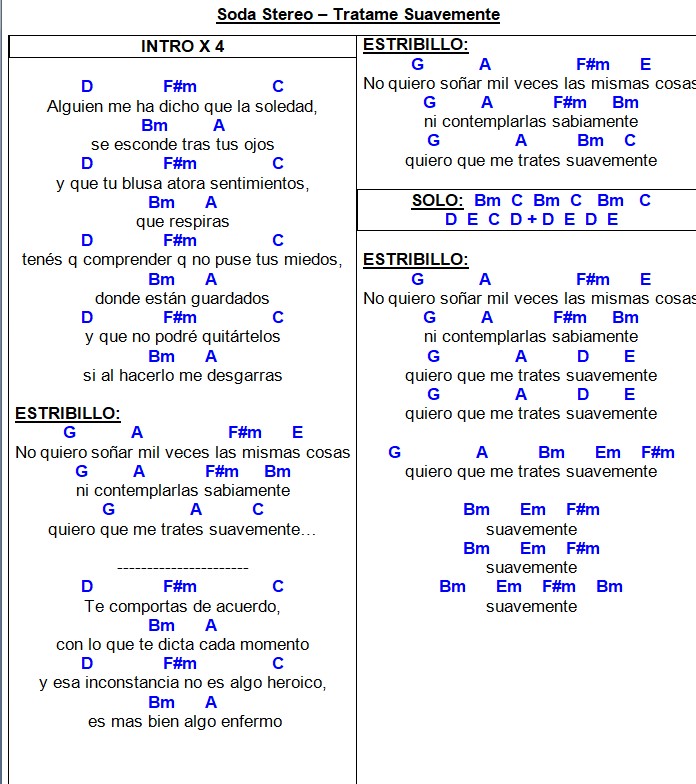 Soda Stereo – Tratame Suavemente
INTRO X 4
D F#m C
Alguien me ha dicho que la soledad,
Bm A
se esconde tras tus ojos
D F#m C
y que tu blusa atora sentimientos,
Bm A
que respiras
D F#m C
tenés q comprender q no puse tus miedos,
Bm A
donde están guardados
D F#m C
y que no podré quitártelos
Bm A
si al hacerlo me desgarras
ESTRIBILLO:
G A F#m E
No quiero soñar mil veces las mismas cosas
G A F#m Bm
ni contemplarlas sabiamente
G A C
quiero que me trates suavemente…
----------------------
D F#m C
Te comportas de acuerdo,
Bm A
con lo que te dicta cada momento
D F#m C
y esa inconstancia no es algo heroico,
Bm A
es mas bien algo enfermo
ESTRIBILLO:
G A F#m E
No quiero soñar mil veces las mismas cosas
G A F#m Bm
ni contemplarlas sabiamente
G A Bm C
quiero que me trates suavemente
SOLO: Bm C Bm C Bm C
D E C D + D E D E
ESTRIBILLO:
G A F#m E
No quiero soñar mil veces las mismas cosas
G A F#m Bm
ni contemplarlas sabiamente
G A D E
quiero que me trates suavemente
G A D E
quiero que me trates suavemente
G A Bm Em F#m
quiero que me trates suavemente
Bm Em F#m
suavemente
Bm Em F#m
suavemente
Bm Em F#m Bm
suavemente